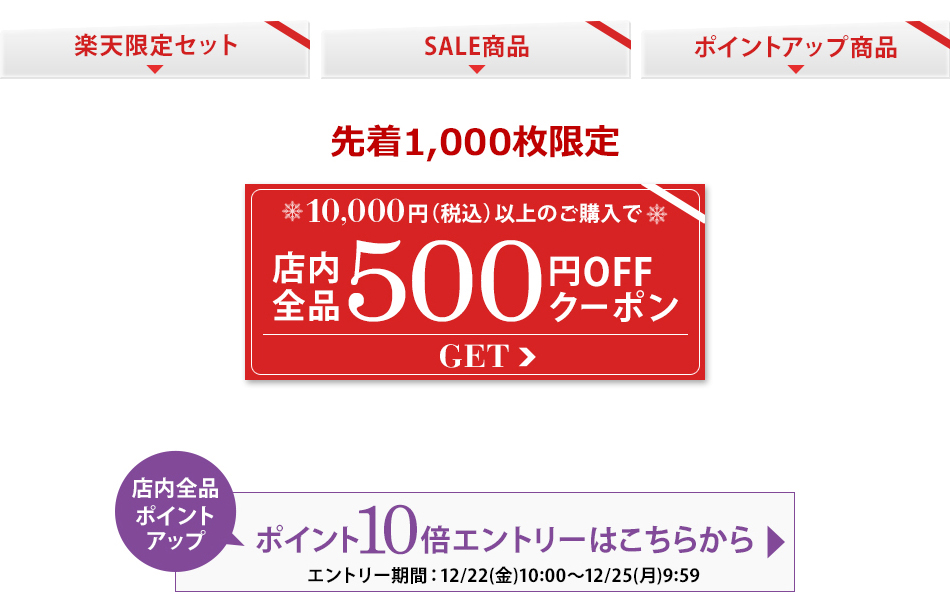 楽天限定セット
SALE商品
ポイントアップ商品
先着1,000枚限定
10,000円(税込)以上のご購入で
店内全品500円OFFクーポン
GET
店内全品
ポイント
アップ
ポイント10倍エントリーはこちらから
エントリー期間：12/22(金)10:00～12/25(月)9:59